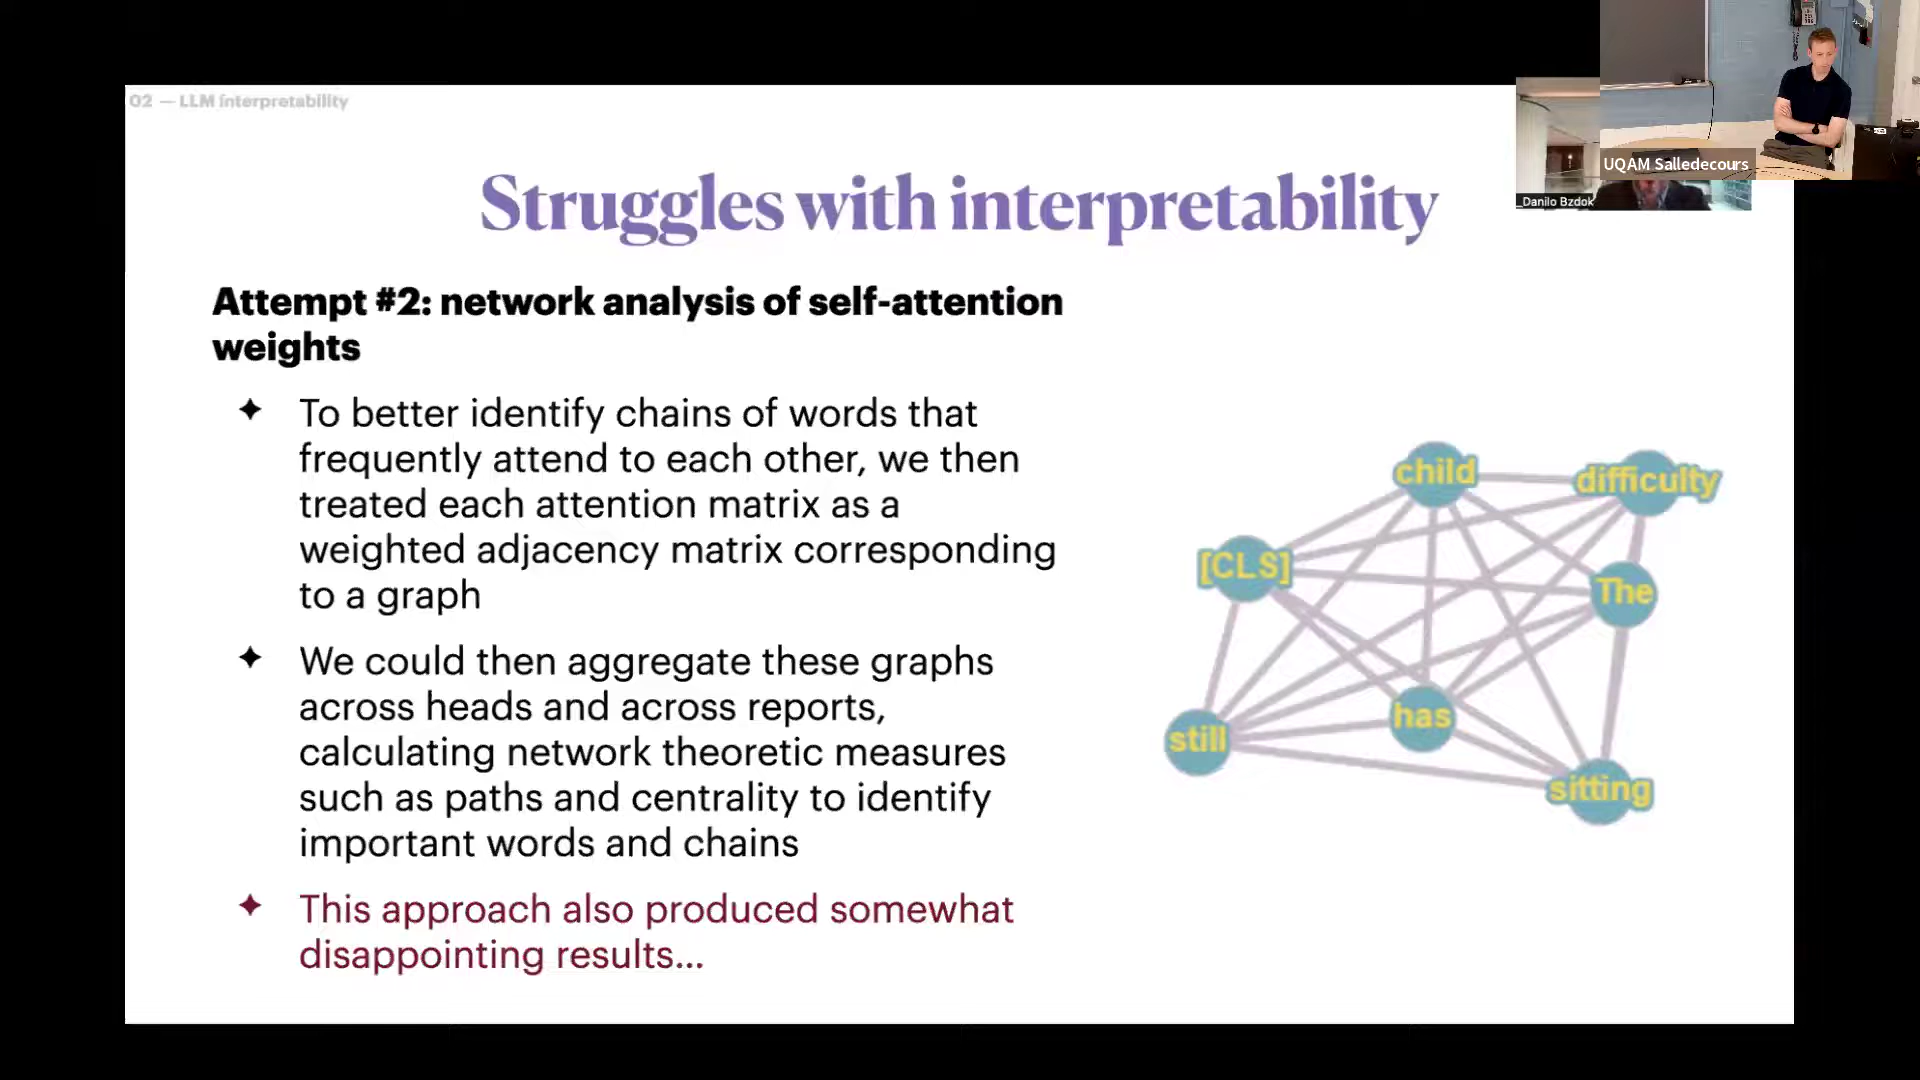 02 — LLM interpretability
UQAM Salledecours
_Danilo Bzdok
Struggles with interpretability
Attempt #2: network analysis of self-attention
weights
✦ To better identify chains of words that
frequently attend to each other, we then
treated each attention matrix as a
weighted adjacency matrix corresponding
to a graph
✦ We could then aggregate these graphs
across heads and across reports,
calculating network theoretic measures
such as paths and centrality to identify
important words and chains
✦ This approach also produced somewhat
disappointing results...
child
difficulty
[CLS]
The
has
still
sitting